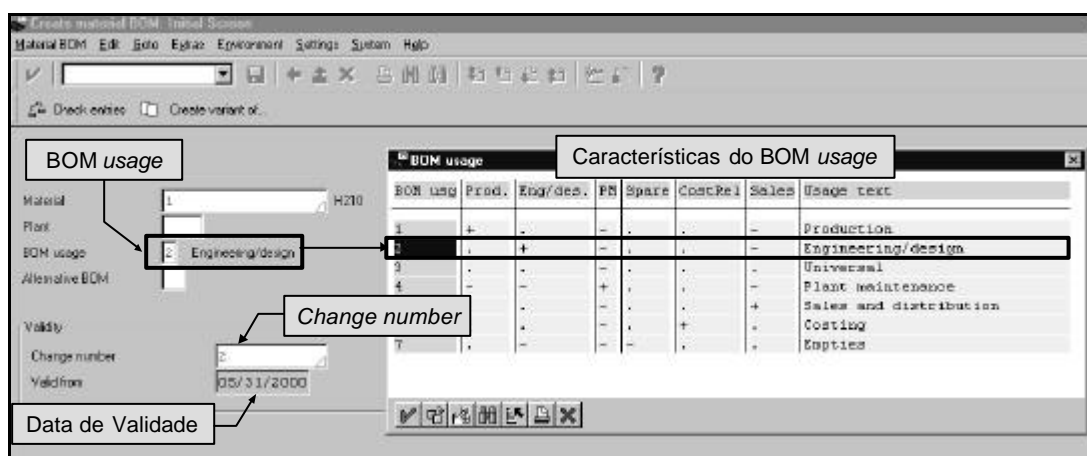 Create material BOM: Initial Screen
Material BOM Edit Goto Extras Environment Settings System Help
Check entries Create variant of...
BOM usage
Características do BOM usage
BOM usage
BOM usg Prod. Eng/des. PM Spare CostRel Sales Usage text
Material 1 H210
Plant
BOM usage 2 Engineering/design
Alternative BOM
1 + . - . . - Production
2 . + - . . - Engineering/design
3 . . - . . . Universal
4 - - + . . - Plant maintenance
. - . . + Sales and distribution
. - . + . Costing
7 . - - - . . Empties
Change number
Validity
Change number 2
Valid from 05/31/2000
Data de Validade